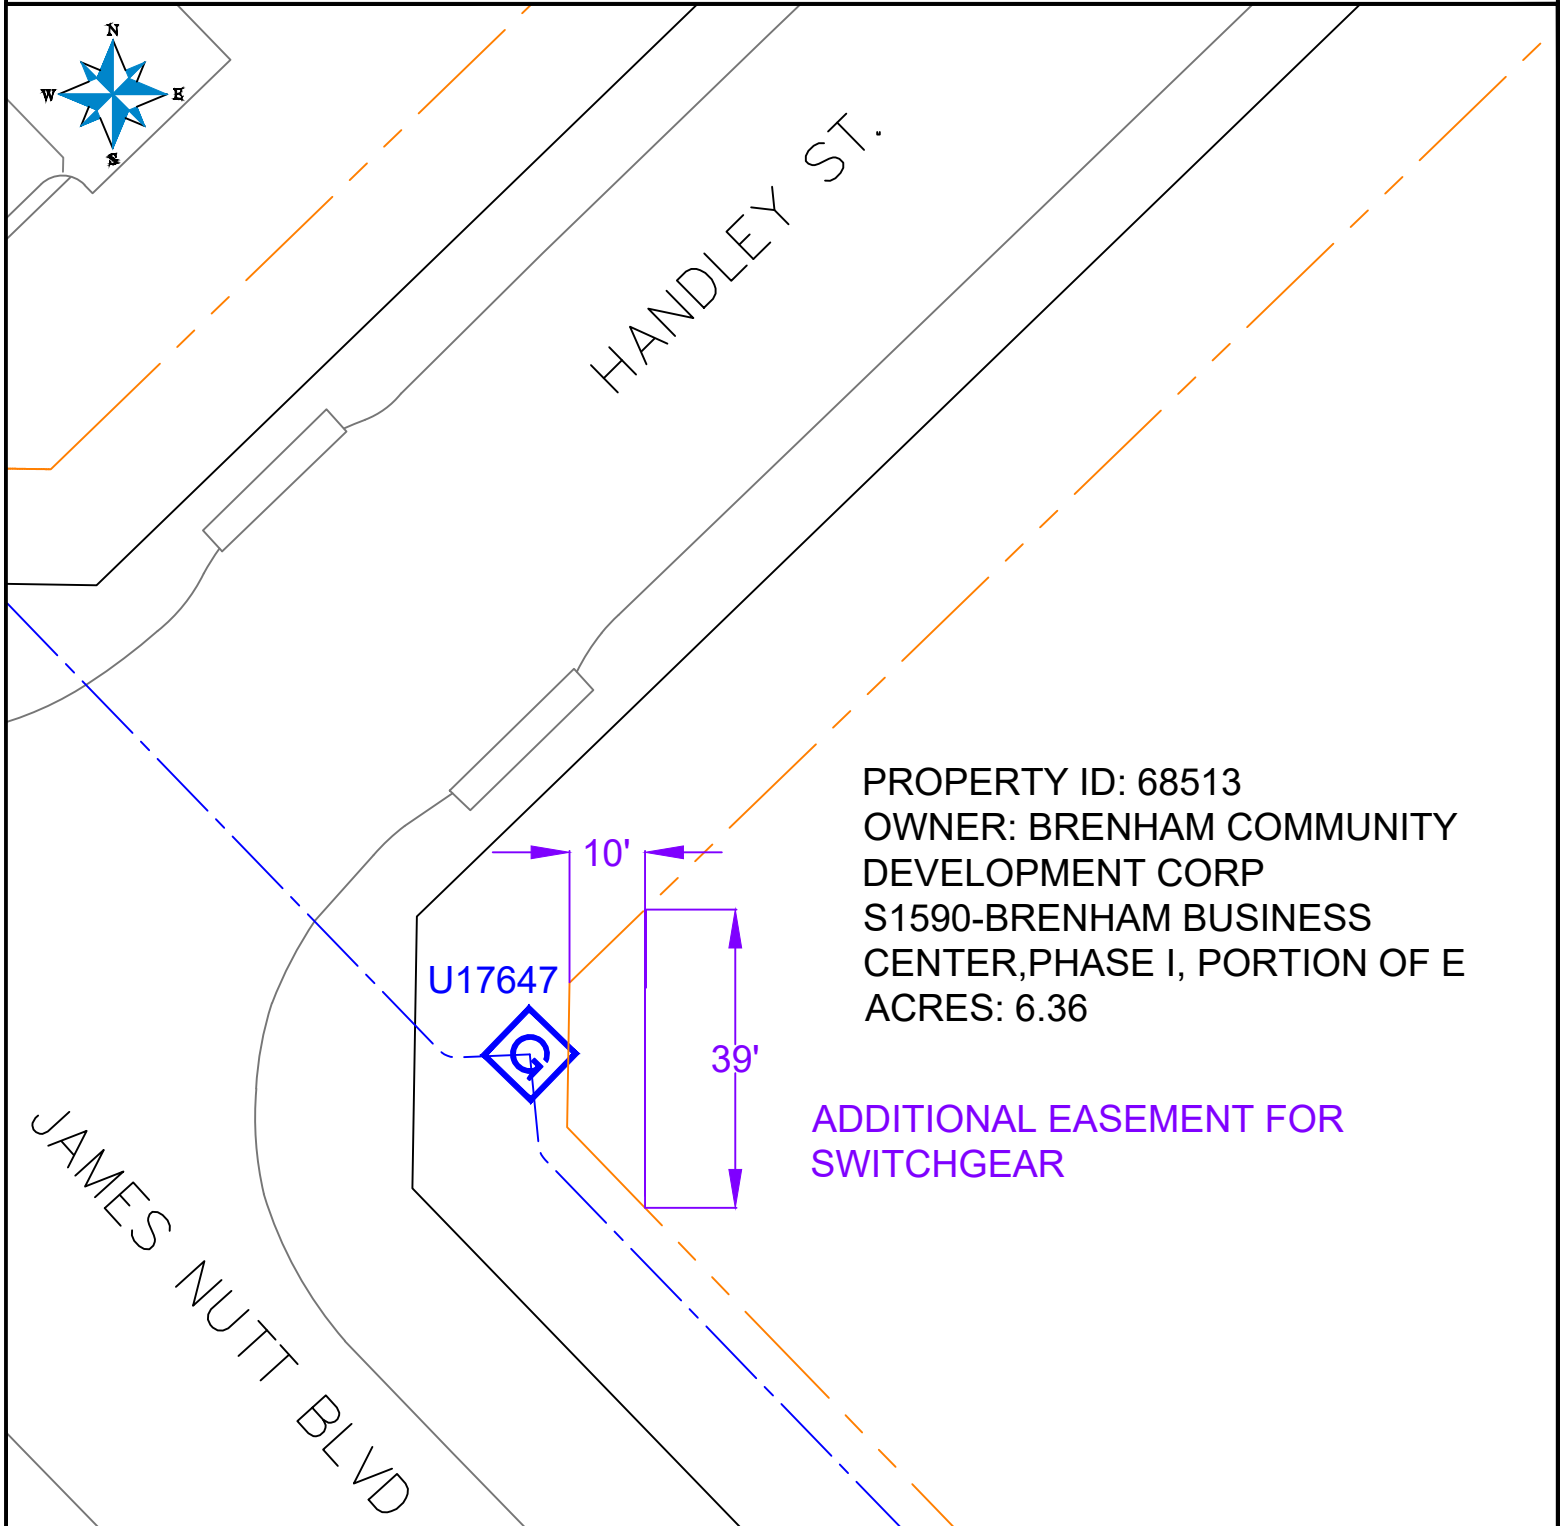 N
W E
S
HANDLEY ST.
PROPERTY ID: 68513
OWNER: BRENHAM COMMUNITY
DEVELOPMENT CORP
S1590-BRENHAM BUSINESS
CENTER,PHASE I, PORTION OF E
ACRES: 6.36
10'
U17647
G
39'
ADDITIONAL EASEMENT FOR
SWITCHGEAR
JAMES NUTT BLVD